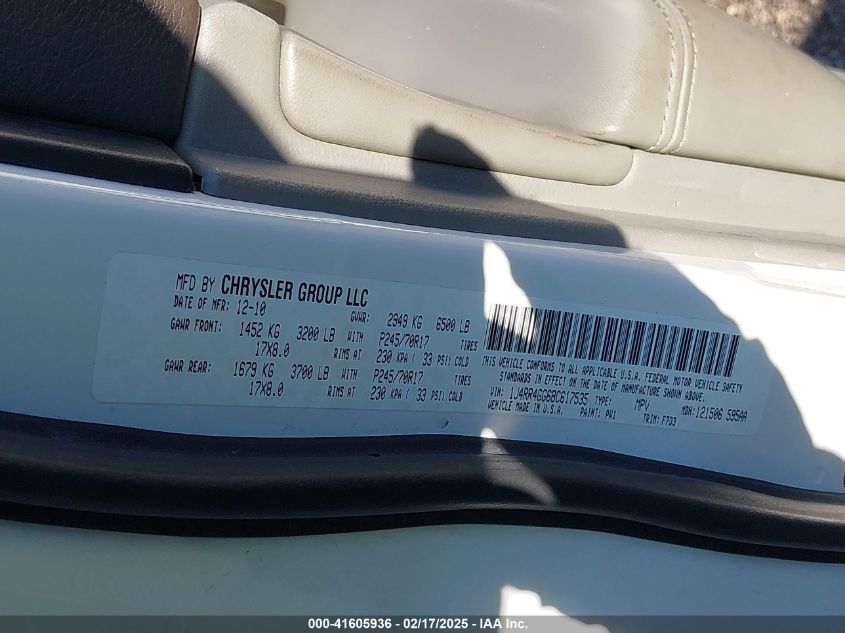 MFD BY CHRYSLER GROUP LLC
DATE OF MFR: 12-10 GVWR: 2949 KG 6500 LB
GAWR FRONT: 1452 KG 3200 LB WITH P245/70R17 TIRES
17X8.0 RIMS AT 230 KPA ( 33 PSI) COLD
GAWR REAR: 1679 KG 3700 LB WITH P245/70R17 TIRES
17X8.0 RIMS AT 230 KPA ( 33 PSI) COLD
THIS VEHICLE CONFORMS TO ALL APPLICABLE U.S.A. FEDERAL MOTOR VEHICLE SAFETY
STANDARDS IN EFFECT ON THE DATE OF MANUFACTURE SHOWN ABOVE.
VIN: 1J4RR4GG6BC617535 TYPE: MPV MDH: 121506 595AA
VEHICLE MADE IN U.S.A. PAINT: PW1 TRIM: F7D3
000-41605936 - 02/17/2025 - IAA Inc.